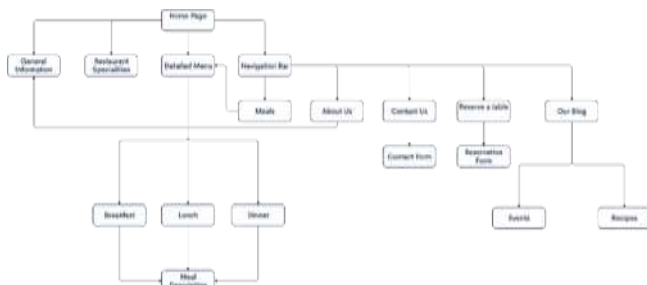 Home Page
General
Information
Restaurant
Specialities
Detailed Menu
Navigation Bar
Meals
About Us
Contact Us
Reserve a table
Our Blog
Contact Form
Reservation
Form
Breakfast
Lunch
Dinner
Events
Recipes
Meal